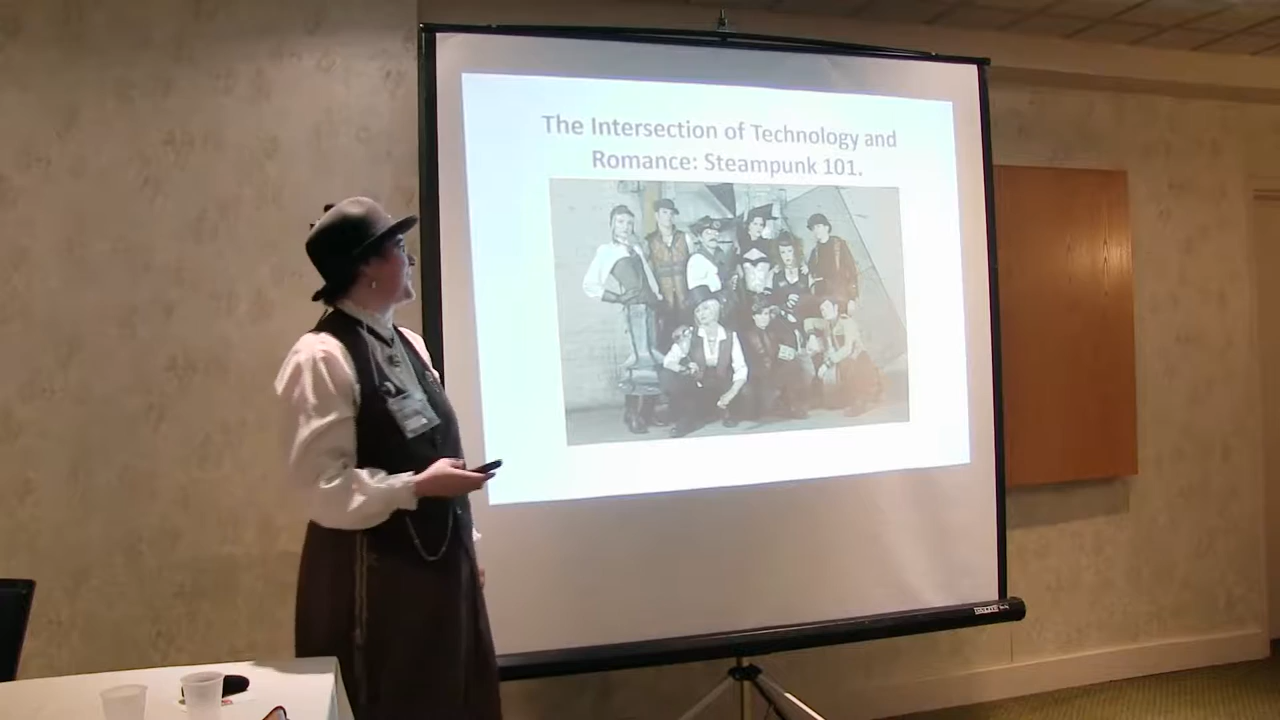 The Intersection of Technology and
Romance: Steampunk 101.